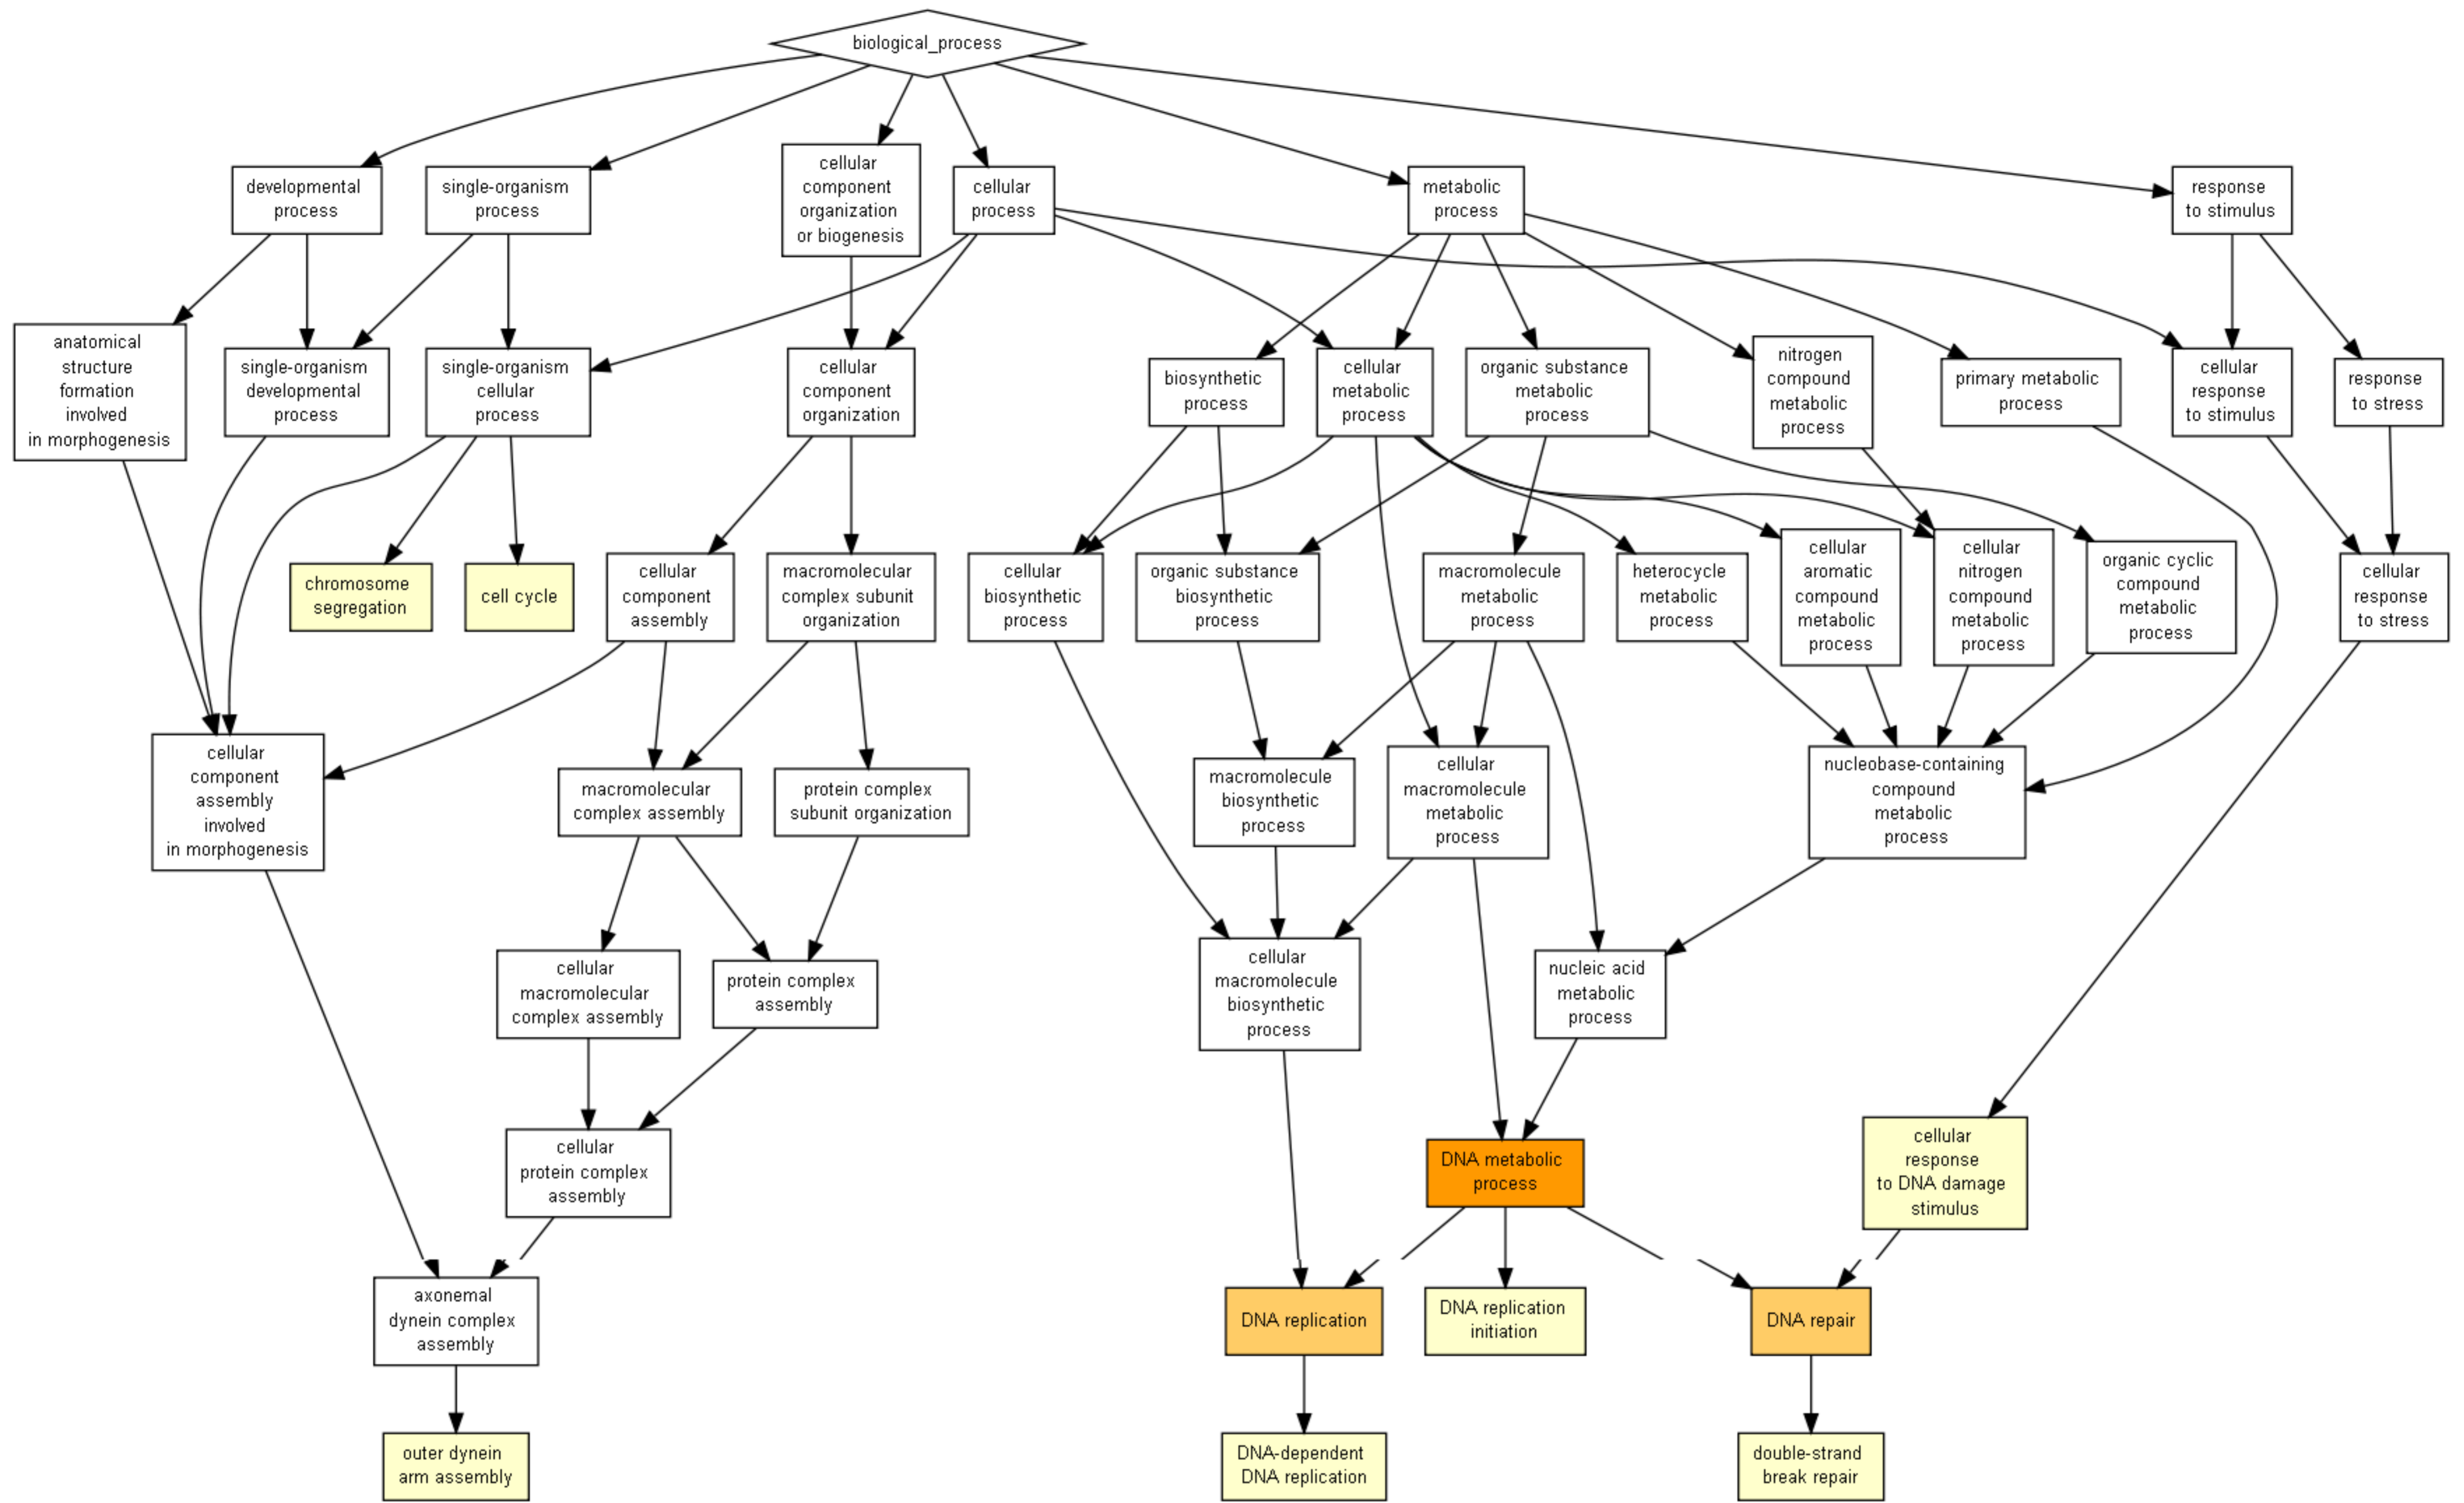 biological_process
developmental
process
single-organism
process
cellular
component
organization
or biogenesis
cellular
process
metabolic
process
response
to stimulus
anatomical
structure
formation
involved
in morphogenesis
single-organism
developmental
process
single-organism
cellular
process
cellular
component
organization
biosynthetic
process
cellular
metabolic
process
organic substance
metabolic
process
nitrogen
compound
metabolic
process
primary metabolic
process
cellular
response
to stimulus
response
to stress
chromosome
segregation
cell cycle
cellular
component
assembly
macromolecular
complex subunit
organization
cellular
biosynthetic
process
organic substance
biosynthetic
process
macromolecule
metabolic
process
heterocycle
metabolic
process
cellular
aromatic
compound
metabolic
process
cellular
nitrogen
compound
metabolic
process
organic cyclic
compound
metabolic
process
cellular
response
to stress
cellular
component
assembly
involved
in morphogenesis
macromolecular
complex assembly
protein complex
subunit organization
macromolecule
biosynthetic
process
cellular
macromolecule
metabolic
process
nucleobase-containing
compound
metabolic
process
cellular
macromolecular
complex assembly
protein complex
assembly
cellular
macromolecule
biosynthetic
process
nucleic acid
metabolic
process
cellular
protein complex
assembly
DNA metabolic
process
cellular
response
to DNA damage
stimulus
axonemal
dynein complex
assembly
DNA replication
DNA replication
initiation
DNA repair
outer dynein
arm assembly
DNA-dependent
DNA replication
double-strand
break repair